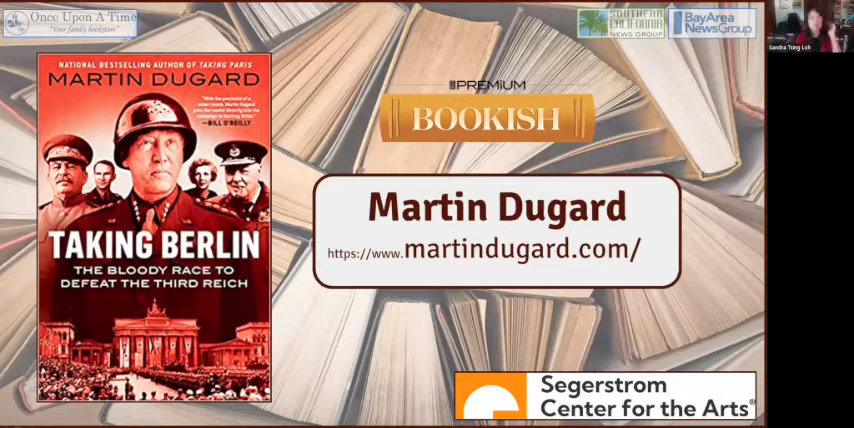 Once Upon A Time
"Your family bookstore"
SOUTHERN
CALIFORNIA
NEWS GROUP
BayArea
NewsGroup
Sandra Tsing Loh
NATIONAL BESTSELLING AUTHOR OF TAKING PARIS
MARTIN DUGARD
—BILL O'REILLY
TAKING BERLIN
THE BLOODY RACE TO
DEFEAT THE THIRD REICH
PREMIUM
BOOKISH
Martin Dugard
https://www.martindugard.com/
Segerstrom
Center for the Arts®